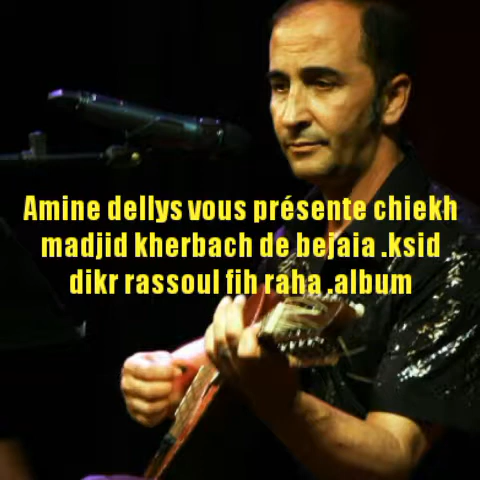 Amine dellys vous présente chiekh
madjid kherbach de bejaia .ksid
dikr rassoul fih raha .album